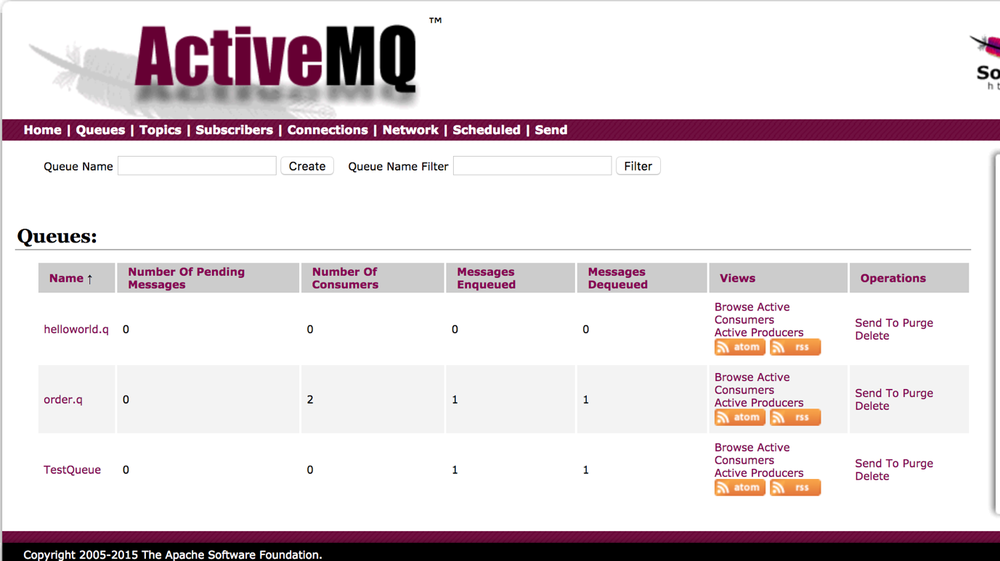 ActiveMQ ™
So
Home | Queues | Topics | Subscribers | Connections | Network | Scheduled | Send
Queue Name Create Queue Name Filter Filter
Queues:
Name ↑ Number Of Pending Messages Number Of Consumers Messages Enqueued Messages Dequeued Views Operations
helloworld.q 0 0 0 0
Browse Active
Consumers
Active Producers
atom rss
Send To Purge
Delete
order.q 0 2 1 1
Browse Active
Consumers
Active Producers
atom rss
Send To Purge
Delete
TestQueue 0 0 1 1
Browse Active
Consumers
Active Producers
atom rss
Send To Purge
Delete
Copyright 2005-2015 The Apache Software Foundation.